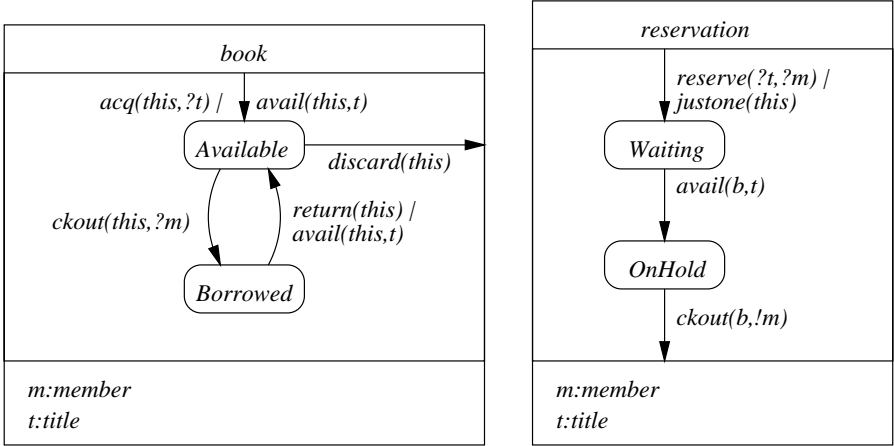 book
acq(this,?t) | avail(this,t)
Available
discard(this)
ckout(this,?m)
return(this) |
avail(this,t)
Borrowed
m:member
t:title
reservation
reserve(?t,?m) |
justone(this)
Waiting
avail(b,t)
OnHold
ckout(b,!m)
m:member
t:title